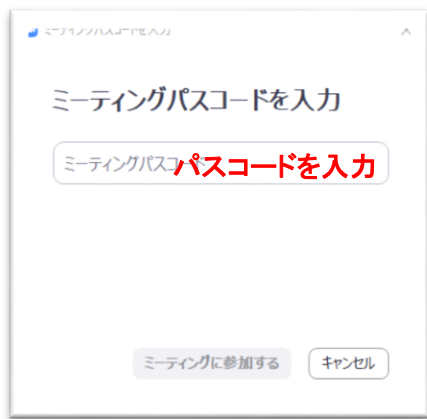 ミーティングパスコードを入力
ミーティングパスコードを入力
ミーティングパスコード
パスコードを入力
ミーティングに参加する
キャンセル